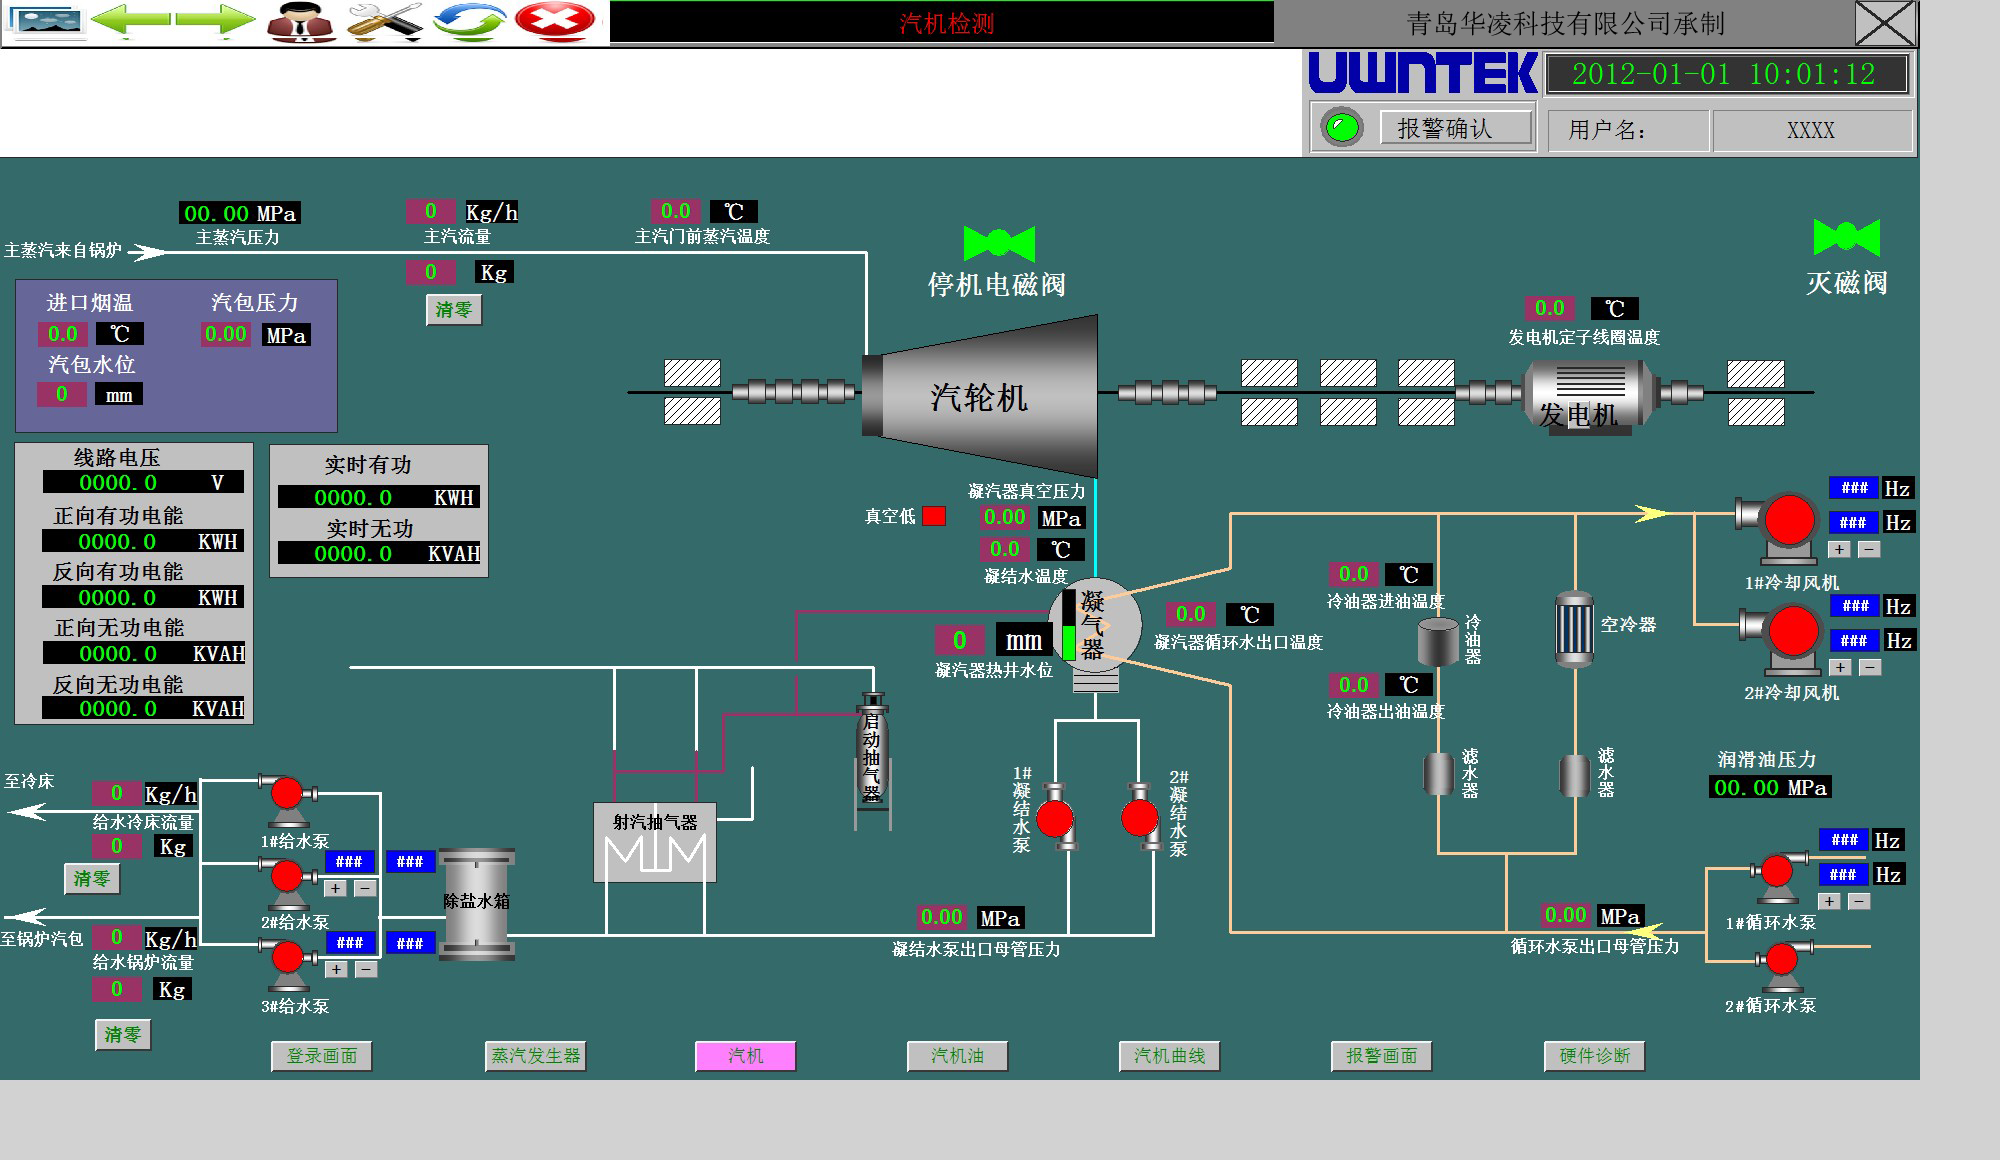 汽机检测
青岛华凌科技有限公司承制
UWNTEK
2012-01-01 10:01:12
报警确认
用户名：
XXXX
00.00 MPa
主蒸汽压力
0 Kg/h
主汽流量
0 Kg
清零
0.0 ℃
主汽门前蒸汽温度
主蒸汽来自锅炉
停机电磁阀
灭磁阀
进口烟温
0.0 ℃
汽包压力
0.00 MPa
汽包水位
0 mm
0.0 ℃
发电机定子线圈温度
汽轮机
发电机
线路电压
0000.0 V
正向有功电能
0000.0 KWH
反向有功电能
0000.0 KWH
正向无功电能
0000.0 KVAH
反向无功电能
0000.0 KVAH
实时有功
0000.0 KWH
实时无功
0000.0 KVAH
凝汽器真空压力
真空低
0.00 MPa
0.0 ℃
凝结水温度
凝气器
0 mm
凝汽器热井水位
0.0 ℃
凝汽器循环水出口温度
0.0 ℃
冷油器进油温度
冷油器
0.0 ℃
冷油器出油温度
空冷器
滤水器
滤水器
### Hz
### Hz
+ −
1#冷却风机
### Hz
### Hz
+ −
2#冷却风机
润滑油压力
00.00 MPa
启动抽气器
射汽抽气器
1#凝结水泵
2#凝结水泵
至冷床
0 Kg/h
给水冷床流量
0 Kg
清零
至锅炉汽包
0 Kg/h
给水锅炉流量
0 Kg
清零
1#给水泵
### ###
+ −
2#给水泵
### ###
+ −
3#给水泵
除盐水箱
0.00 MPa
凝结水泵出口母管压力
0.00 MPa
循环水泵出口母管压力
### Hz
### Hz
+ −
1#循环水泵
2#循环水泵
登录画面
蒸汽发生器
汽机
汽机油
汽机曲线
报警画面
硬件诊断